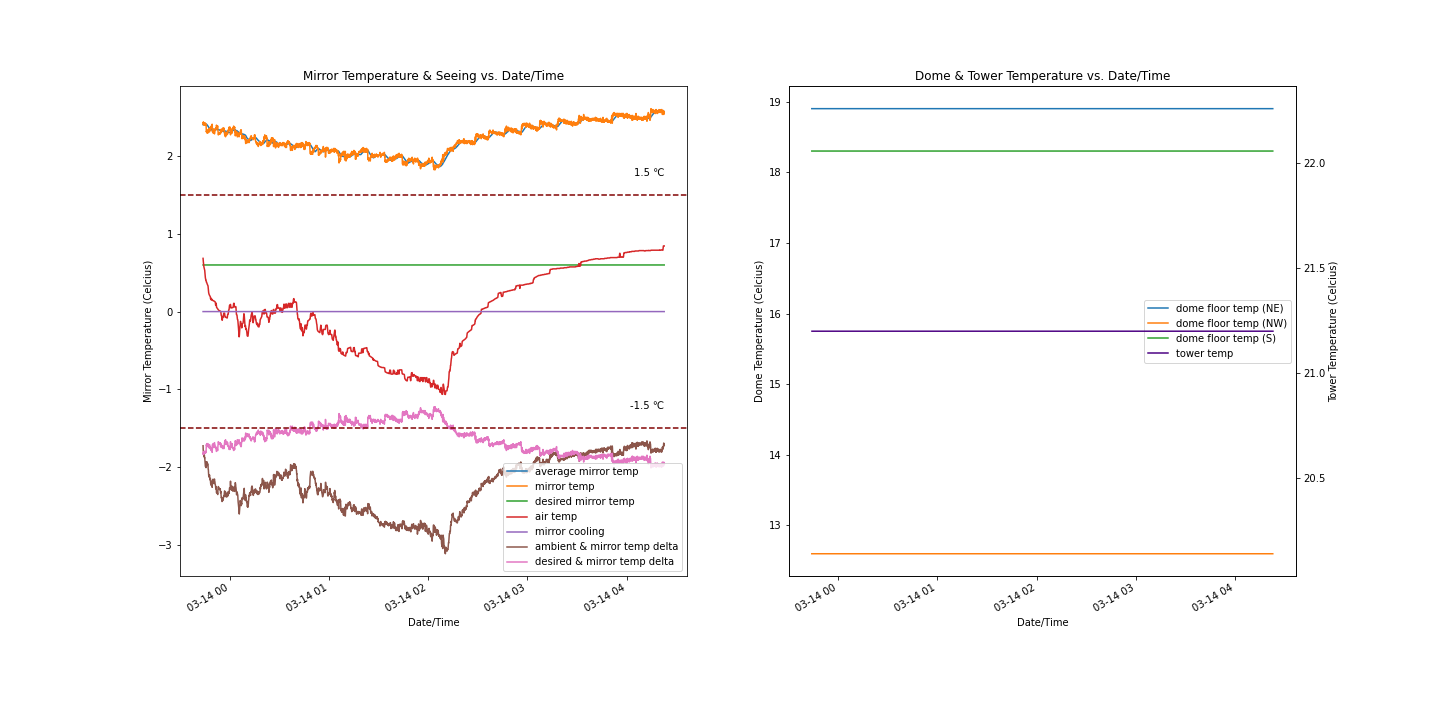 Mirror Temperature & Seeing vs. Date/Time
Mirror Temperature (Celcius)
2
1
0
−1
−2
−3
1.5 °C
-1.5 °C
average mirror temp
mirror temp
desired mirror temp
air temp
mirror cooling
ambient & mirror temp delta
desired & mirror temp delta
03-14 00
03-14 01
03-14 02
03-14 03
03-14 04
Date/Time
Dome & Tower Temperature vs. Date/Time
Dome Temperature (Celcius)
19
18
17
16
15
14
13
dome floor temp (NE)
dome floor temp (NW)
dome floor temp (S)
tower temp
22.0
21.5
21.0
20.5
Tower Temperature (Celcius)
03-14 00
03-14 01
03-14 02
03-14 03
03-14 04
Date/Time